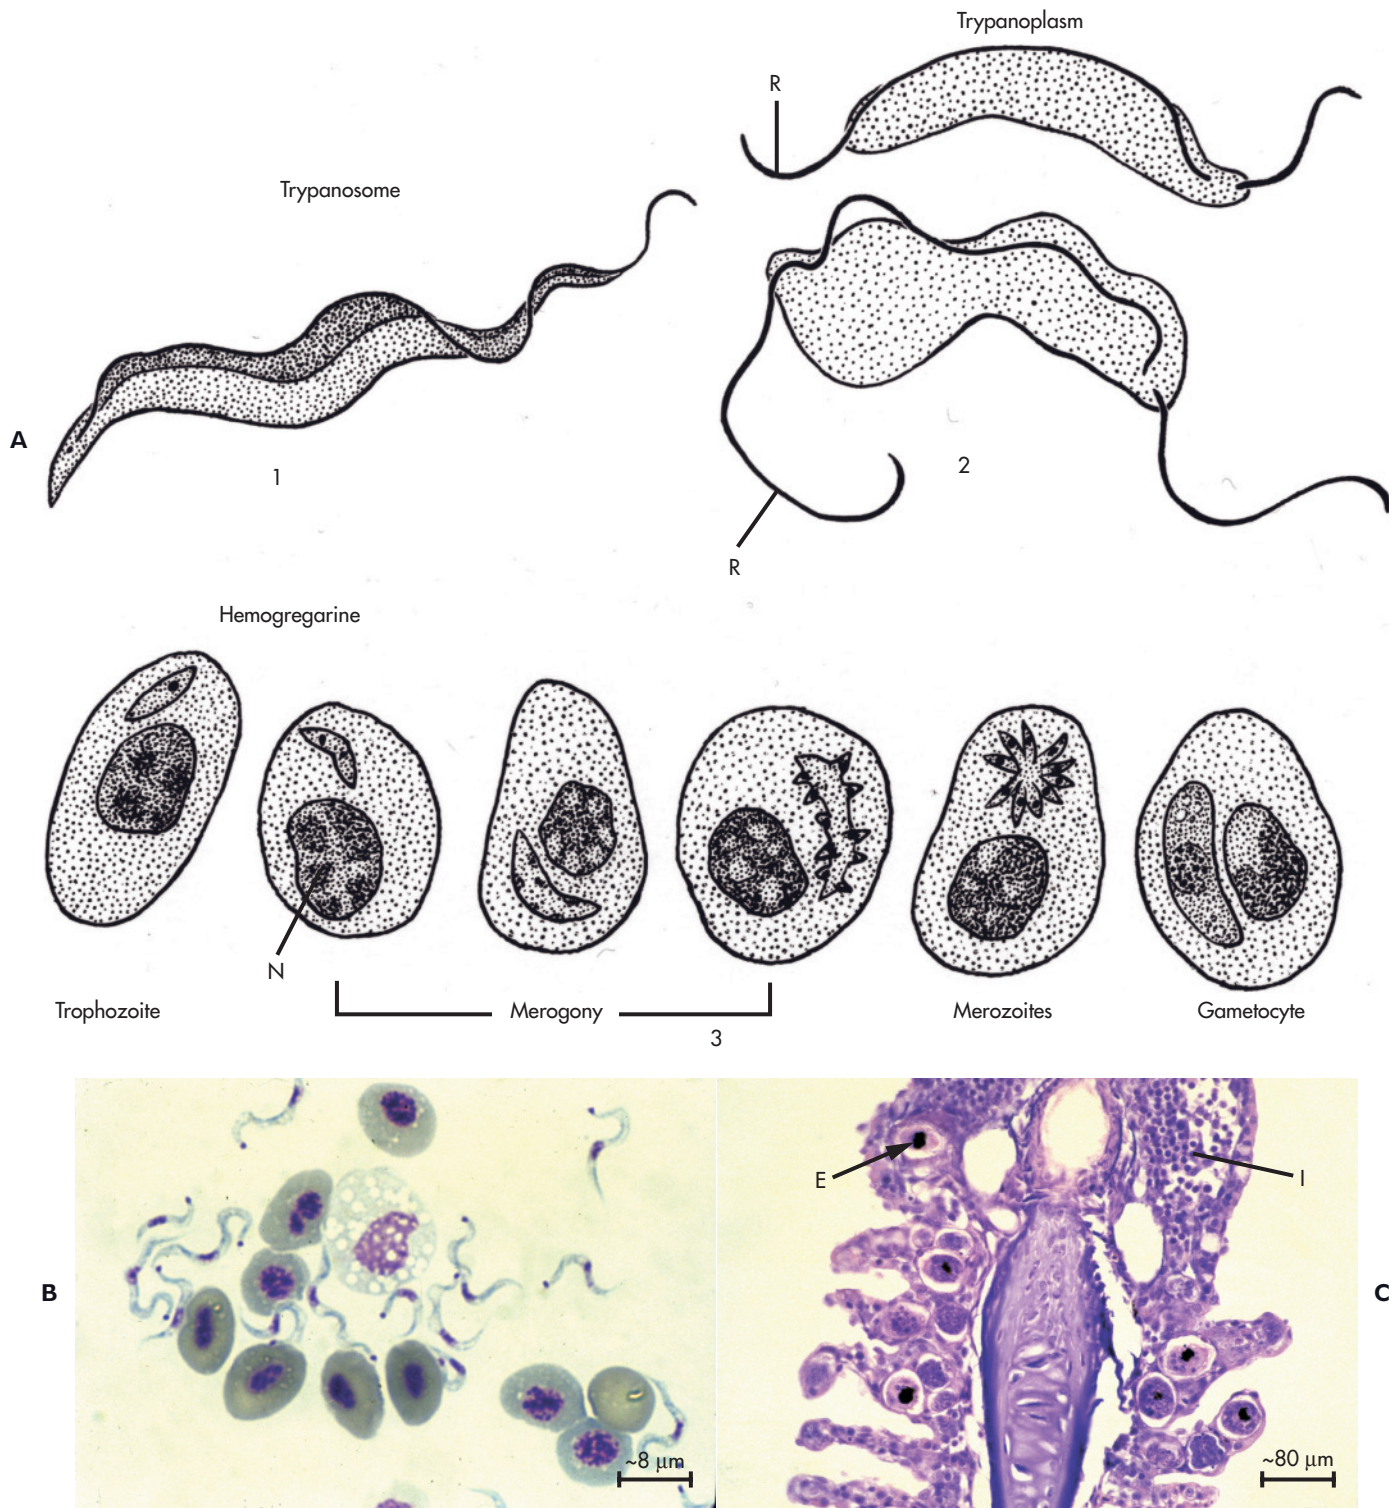 Trypanoplasm
R
Trypanosome
A
1
2
R
Hemogregarine
N
Trophozoite
Merogony
Merozoites
Gametocyte
3
E
I
B
C
~8 µm
~80 µm